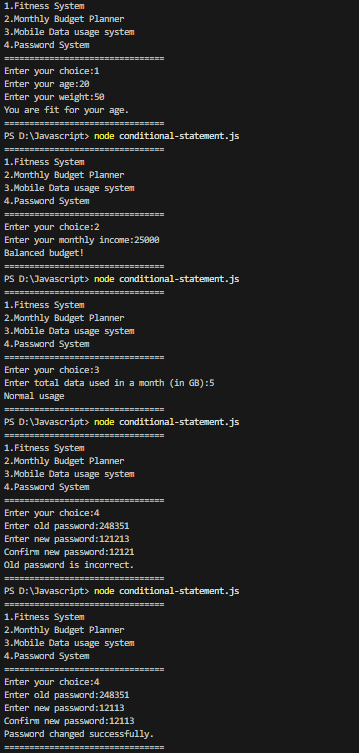 1.Fitness System
2.Monthly Budget Planner
3.Mobile Data usage system
4.Password System
================================
Enter your choice:1
Enter your age:20
Enter your weight:50
You are fit for your age.
================================
PS D:\Javascript> node conditional-statement.js
================================
1.Fitness System
2.Monthly Budget Planner
3.Mobile Data usage system
4.Password System
================================
Enter your choice:2
Enter your monthly income:25000
Balanced budget!
================================
PS D:\Javascript> node conditional-statement.js
================================
1.Fitness System
2.Monthly Budget Planner
3.Mobile Data usage system
4.Password System
================================
Enter your choice:3
Enter total data used in a month (in GB):5
Normal usage
================================
PS D:\Javascript> node conditional-statement.js
================================
1.Fitness System
2.Monthly Budget Planner
3.Mobile Data usage system
4.Password System
================================
Enter your choice:4
Enter old password:248351
Enter new password:121213
Confirm new password:12121
Old password is incorrect.
================================
PS D:\Javascript> node conditional-statement.js
================================
1.Fitness System
2.Monthly Budget Planner
3.Mobile Data usage system
4.Password System
================================
Enter your choice:4
Enter old password:248351
Enter new password:12113
Confirm new password:12113
Password changed successfully.
================================